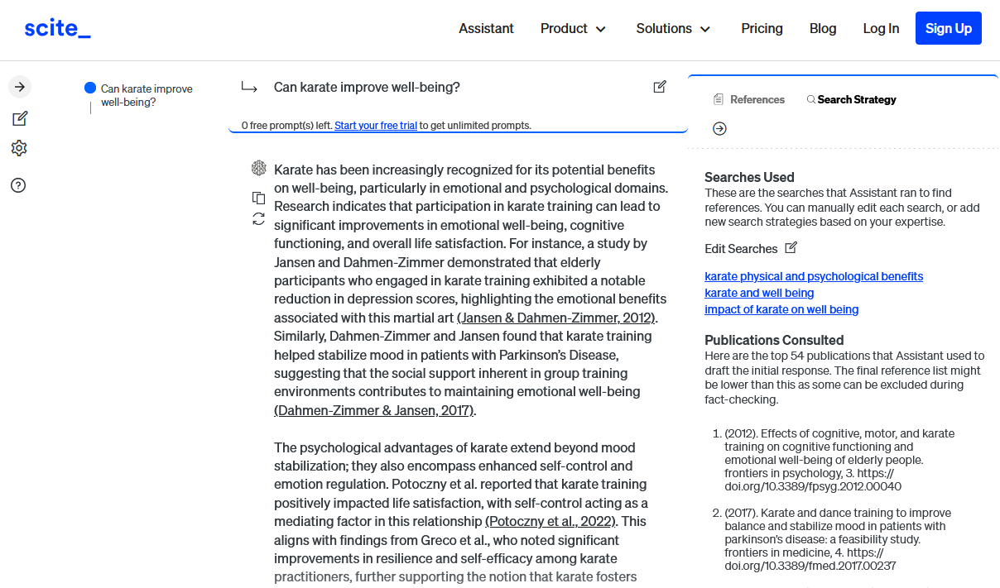 scite_
Assistant
Product
Solutions
Pricing
Blog
Log In
Sign Up
Can karate improve
well-being?
Can karate improve well-being?
0 free prompt(s) left. Start your free trial to get unlimited prompts.
Karate has been increasingly recognized for its potential benefits
on well-being, particularly in emotional and psychological domains.
Research indicates that participation in karate training can lead to
significant improvements in emotional well-being, cognitive
functioning, and overall life satisfaction. For instance, a study by
Jansen and Dahmen-Zimmer demonstrated that elderly
participants who engaged in karate training exhibited a notable
reduction in depression scores, highlighting the emotional benefits
associated with this martial art (Jansen & Dahmen-Zimmer, 2012).
Similarly, Dahmen-Zimmer and Jansen found that karate training
helped stabilize mood in patients with Parkinson's Disease,
suggesting that the social support inherent in group training
environments contributes to maintaining emotional well-being
(Dahmen-Zimmer & Jansen, 2017).
The psychological advantages of karate extend beyond mood
stabilization; they also encompass enhanced self-control and
emotion regulation. Potoczny et al. reported that karate training
positively impacted life satisfaction, with self-control acting as a
mediating factor in this relationship (Potoczny et al., 2022). This
aligns with findings from Greco et al., who noted significant
improvements in resilience and self-efficacy among karate
practitioners, further supporting the notion that karate fosters
References
Search Strategy
Searches Used
These are the searches that Assistant ran to find
references. You can manually edit each search, or add
new search strategies based on your expertise.
Edit Searches
karate physical and psychological benefits
karate and well being
impact of karate on well being
Publications Consulted
Here are the top 54 publications that Assistant used to
draft the initial response. The final reference list might
be lower than this as some can be excluded during
fact-checking.
1. (2012). Effects of cognitive, motor, and karate
training on cognitive functioning and
emotional well-being of elderly people.
frontiers in psychology, 3. https://
doi.org/10.3389/fpsyg.2012.00040
2. (2017). Karate and dance training to improve
balance and stabilize mood in patients with
parkinson's disease: a feasibility study.
frontiers in medicine, 4. https://
doi.org/10.3389/fmed.2017.00237